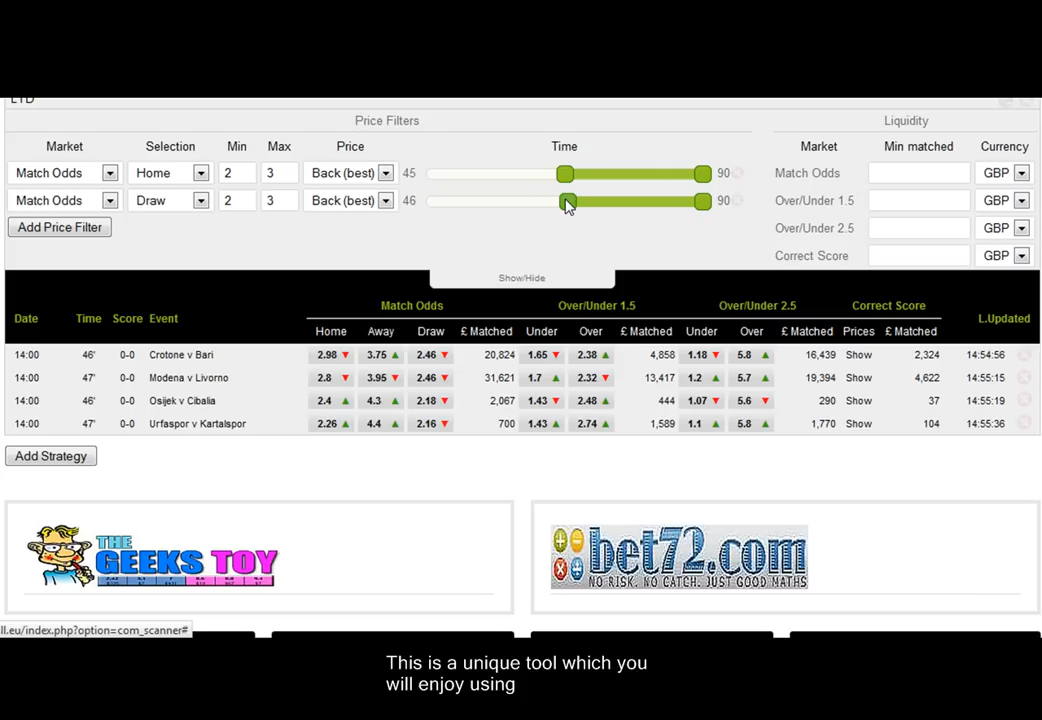 LTD
Price Filters Liquidity
Market Selection Min Max Price Time Market Min matched Currency
Match Odds Home 2 3 Back (best) 45 90 Match Odds GBP
Match Odds Draw 2 3 Back (best) 46 90 Over/Under 1.5 GBP
Add Price Filter Over/Under 2.5 GBP
Correct Score GBP
Show/Hide
Match Odds Over/Under 1.5 Over/Under 2.5 Correct Score
Date Time Score Event L.Updated
Home Away Draw £ Matched Under Over £ Matched Under Over £ Matched Prices £ Matched
14:00 46' 0-0 Crotone v Bari 2.98 3.75 2.46 20,824 1.65 2.38 4,858 1.18 5.8 16,439 Show 2,324 14:54:56
14:00 47' 0-0 Modena v Livorno 2.8 3.95 2.46 31,621 1.7 2.32 13,417 1.2 5.7 19,394 Show 4,622 14:55:15
14:00 46' 0-0 Osijek v Cibalia 2.4 4.3 2.18 2,067 1.43 2.48 444 1.07 5.6 290 Show 37 14:55:19
14:00 47' 0-0 Urfaspor v Kartalspor 2.26 4.4 2.16 700 1.43 2.74 1,589 1.1 5.8 1,770 Show 104 14:55:36
Add Strategy
THE
GEEKS TOY
bet72.com
NO RISK. NO CATCH. JUST GOOD MATHS
ll.eu/index.php?option=com_scanner#
This is a unique tool which you
will enjoy using